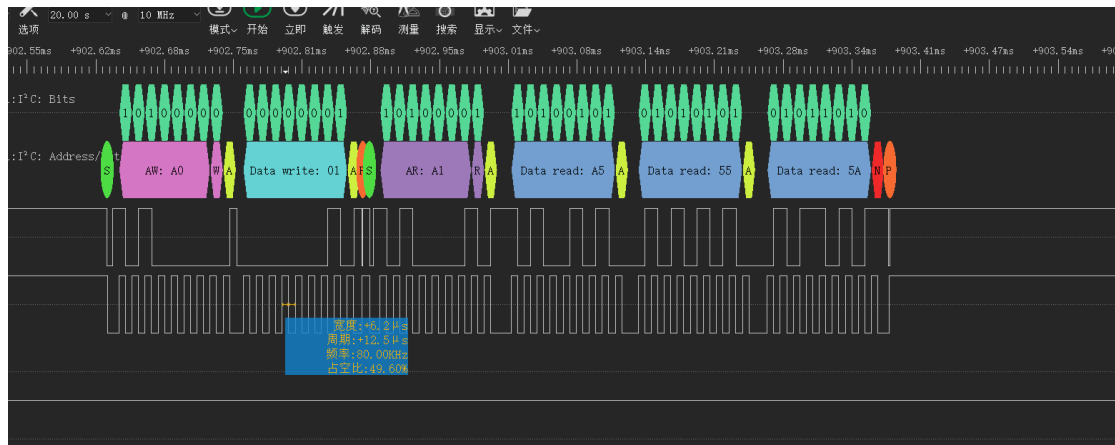 20.00 s @ 10 MHz
选项 模式 开始 立即 触发 解码 测量 搜索 显示 文件
902.55ms +902.62ms +902.68ms +902.75ms +902.81ms +902.88ms +902.95ms +903.01ms +903.08ms +903.14ms +903.21ms +903.28ms +903.34ms +903.41ms +903.47ms +903.54ms
:I²C: Bits
1 0 1 0 0 0 0 0 0 0 0 0 0 0 0 1 1 0 1 0 0 0 0 1 1 0 1 0 0 1 0 1 0 1 0 1 0 1 0 1 0 1 0 1 1 0 1 0
:I²C: Address/
S AW: A0 W A Data write: 01 A P S AR: A1 R A Data read: A5 A Data read: 55 A Data read: 5A N P
宽度:+6.2μs
周期:+12.5μs
频率:80.00KHz
占空比:49.60%